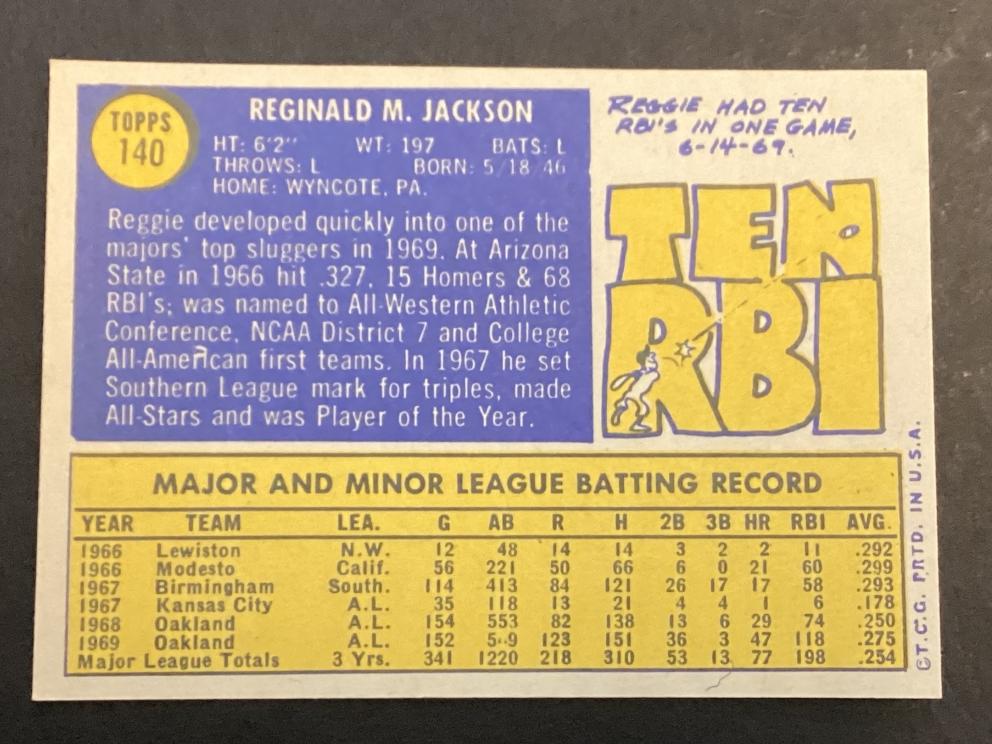 TOPPS
140
REGINALD M. JACKSON
HT: 6'2" WT: 197 BATS: L
THROWS: L BORN: 5/18/46
HOME: WYNCOTE, PA.
Reggie developed quickly into one of the
majors' top sluggers in 1969. At Arizona
State in 1966 hit .327, 15 Homers & 68
RBI's; was named to All-Western Athletic
Conference, NCAA District 7 and College
All-American first teams. In 1967 he set
Southern League mark for triples, made
All-Stars and was Player of the Year.
REGGIE HAD TEN
RBI'S IN ONE GAME,
6-14-69.
TEN
RBI
MAJOR AND MINOR LEAGUE BATTING RECORD
YEAR TEAM LEA. G AB R H 2B 3B HR RBI AVG.
1966 Lewiston N.W. 12 48 14 14 3 2 2 11 .292
1966 Modesto Calif. 56 221 50 66 6 0 21 60 .299
1967 Birmingham South. 114 413 84 121 26 17 17 58 .293
1967 Kansas City A.L. 35 118 13 21 4 4 1 6 .178
1968 Oakland A.L. 154 553 82 138 13 6 29 74 .250
1969 Oakland A.L. 152 123 151 36 3 47 118 .275
Major League Totals 3 Yrs. 341 1220 218 310 53 13 77 198 .254
©T.C.G. PRTD. IN U.S.A.